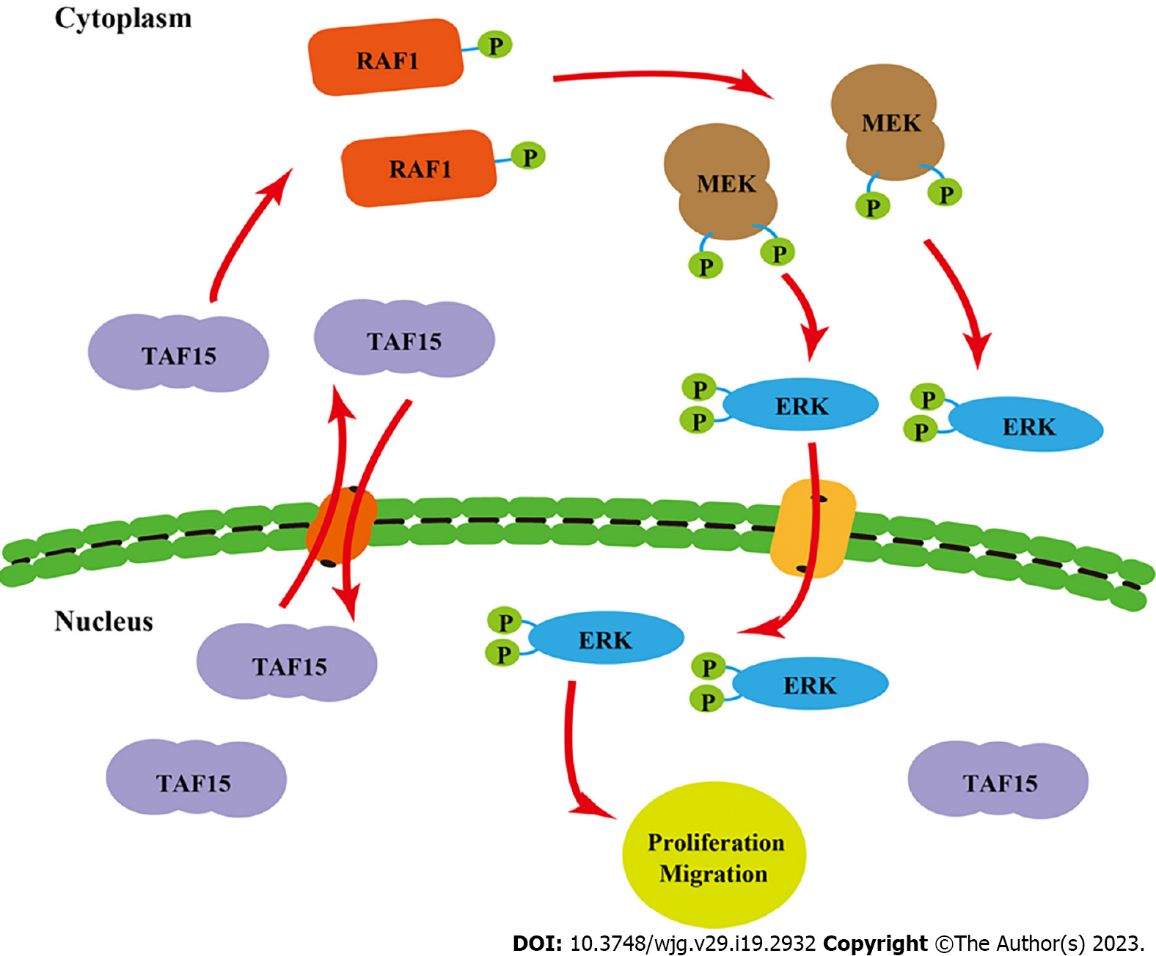 Cytoplasm
RAF1
P
RAF1
P
MEK
P
P
MEK
P
P
TAF15
TAF15
P
P
ERK
P
P
ERK
Nucleus
TAF15
P
P
ERK
P
P
ERK
TAF15
TAF15
Proliferation
Migration
DOI: 10.3748/wjg.v29.i19.2932 Copyright ©The Author(s) 2023.